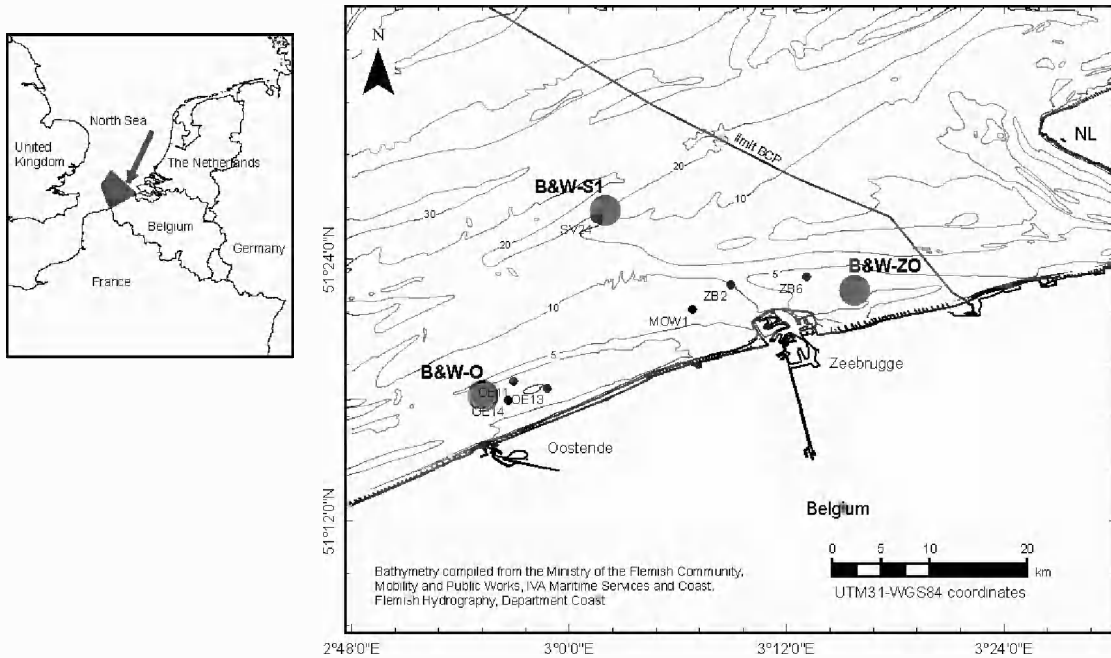 North Sea
United
Kingdom
The Netherlands
Belgium
Germany
France
N
limit BCP
NL
5
20
10
30
20
10
5
5
B&W-S1
SV21
B&W-ZO
ZB2
ZB6
MOW1
Zeebrugge
B&W-O
OE11
OE13
OE14
Oostende
Belgium
Bathymetry compiled from the Ministry of the Flemish Community,
Mobility and Public Works, IVA Maritime Services and Coast,
Flemish Hydrography, Department Coast
0 5 10 20
km
UTM31-WGS84 coordinates
51°24'0"N
51°12'0"N
2°48'0"E 3°0'0"E 3°12'0"E 3°24'0"E